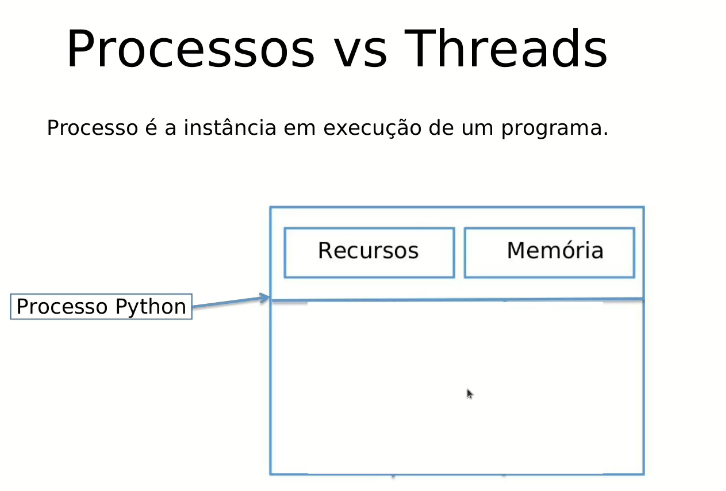 Processos vs Threads
Processo é a instância em execução de um programa.
Recursos
Memória
Processo Python